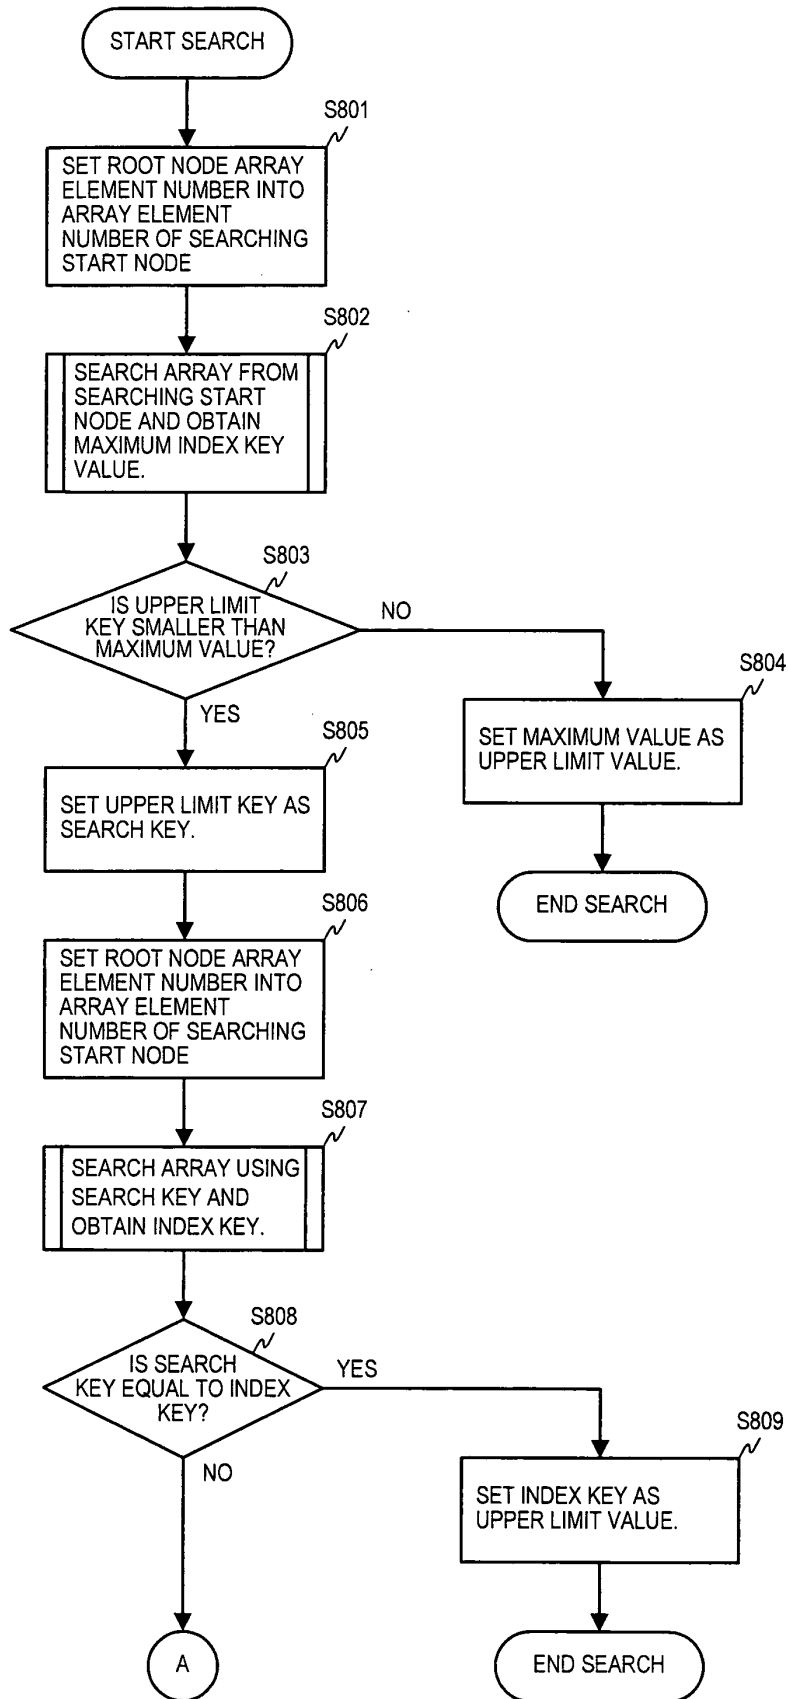 START SEARCH
S801
SET ROOT NODE ARRAY
ELEMENT NUMBER INTO
ARRAY ELEMENT
NUMBER OF SEARCHING
START NODE
S802
SEARCH ARRAY FROM
SEARCHING START
NODE AND OBTAIN
MAXIMUM INDEX KEY
VALUE.
S803
IS UPPER LIMIT
KEY SMALLER THAN
MAXIMUM VALUE?
NO
YES
S804
SET MAXIMUM VALUE AS
UPPER LIMIT VALUE.
END SEARCH
S805
SET UPPER LIMIT KEY AS
SEARCH KEY.
S806
SET ROOT NODE ARRAY
ELEMENT NUMBER INTO
ARRAY ELEMENT
NUMBER OF SEARCHING
START NODE
S807
SEARCH ARRAY USING
SEARCH KEY AND
OBTAIN INDEX KEY.
S808
IS SEARCH
KEY EQUAL TO INDEX
KEY?
YES
NO
S809
SET INDEX KEY AS
UPPER LIMIT VALUE.
END SEARCH
A